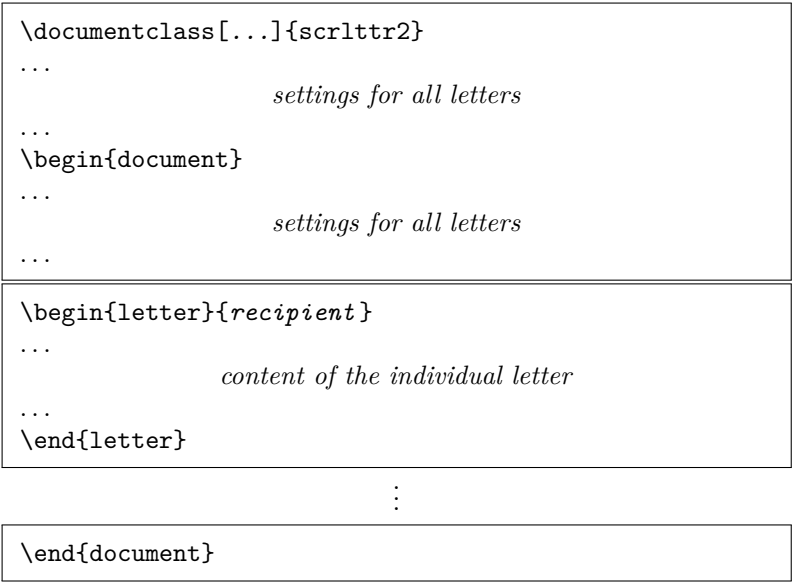 \documentclass[...]{scrlttr2}
...
settings for all letters
...
\begin{document}
...
settings for all letters
...
\begin{letter}{recipient}
...
content of the individual letter
...
\end{letter}
⋮
\end{document}